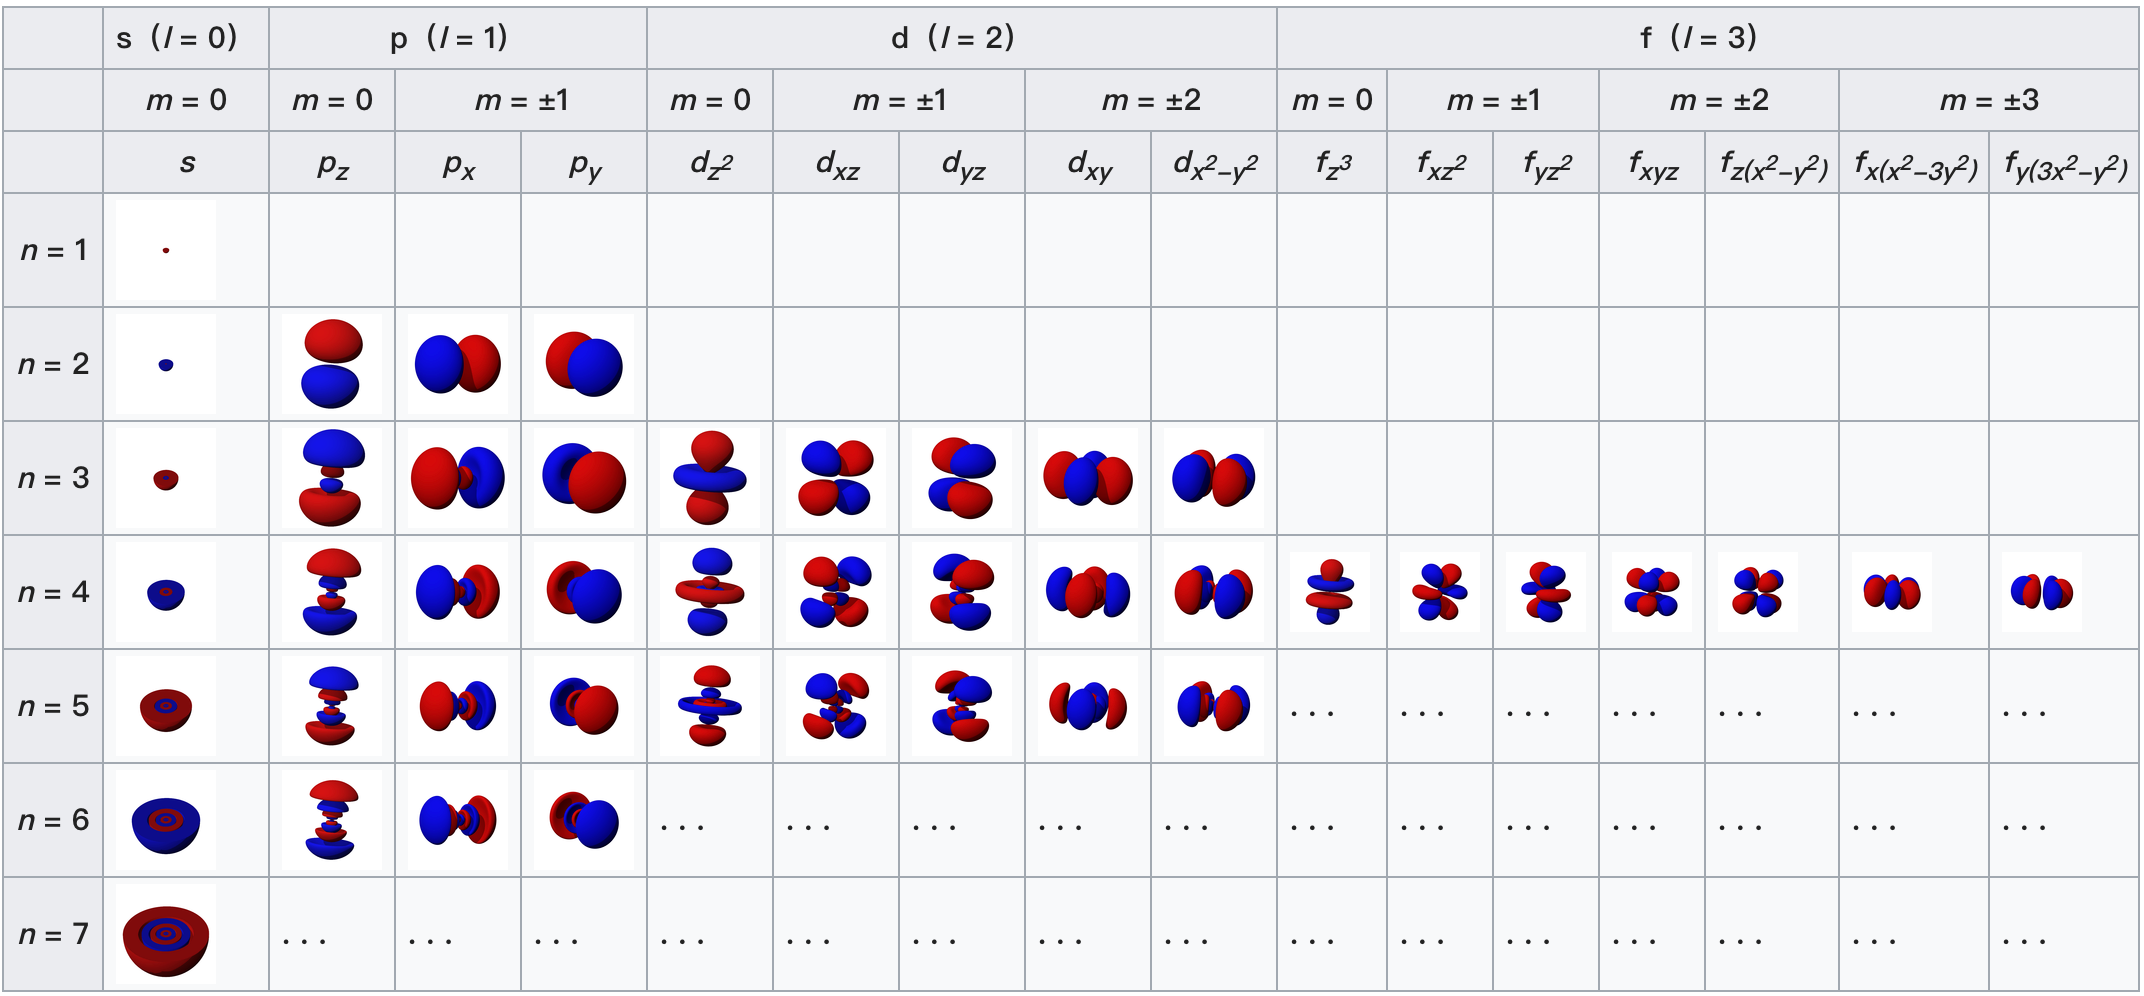 s (l = 0) p (l = 1) d (l = 2) f (l = 3)
m = 0 m = 0 m = ±1 m = 0 m = ±1 m = ±2 m = 0 m = ±1 m = ±2 m = ±3
s pz px py dz² dxz dyz dxy dx²−y² fz³ fxz² fyz² fxyz fz(x²−y²) fx(x²−3y²) fy(3x²−y²)
n = 1
n = 2
n = 3
n = 4
n = 5 . . . . . . . . . . . . . . . . . . . . .
n = 6 . . . . . . . . . . . . . . . . . . . . . . . . . . . . . . . . . . . .
n = 7 . . . . . . . . . . . . . . . . . . . . . . . . . . . . . . . . . . . . . . . . . . . . .